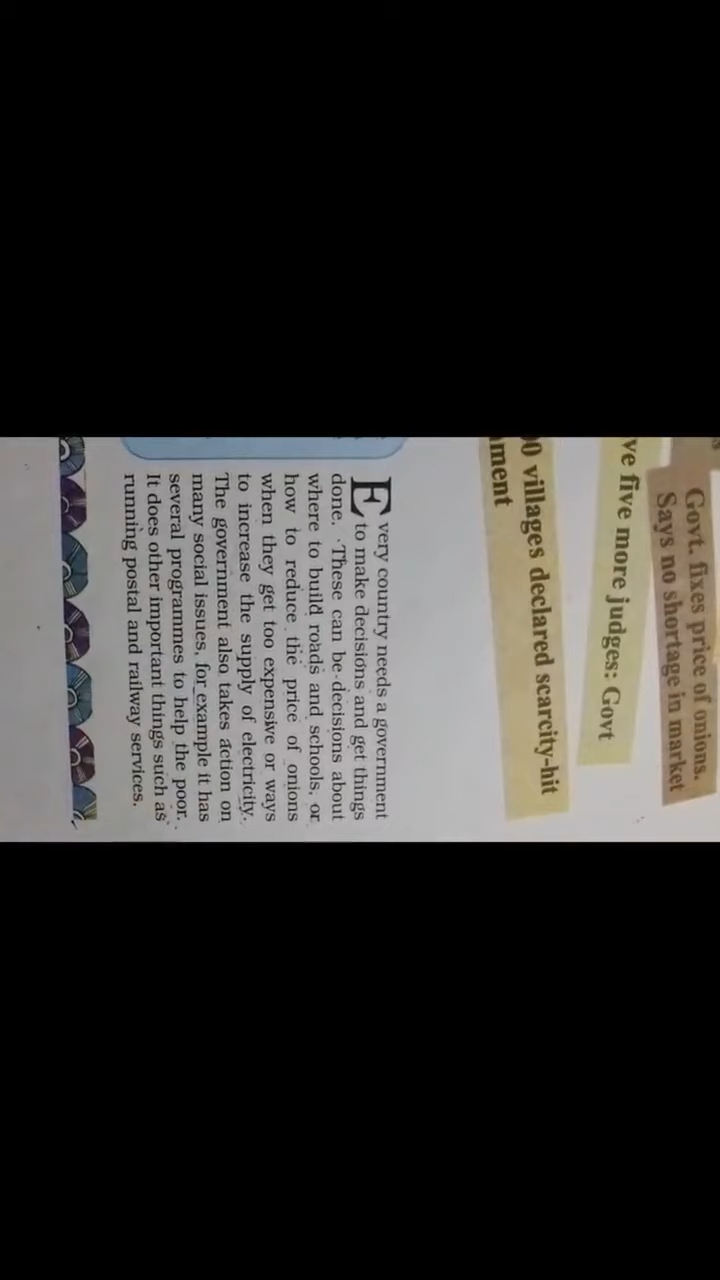 Govt. fixes price of onions.
Says no shortage in market
ve five more judges: Govt
00 villages declared scarcity-hit
nment
Every country needs a government
to make decisions and get things
done. These can be decisions about
where to build roads and schools, or
how to reduce the price of onions
when they get too expensive or ways
to increase the supply of electricity.
The government also takes action on
many social issues, for example it has
several programmes to help the poor.
It does other important things such as
running postal and railway services.